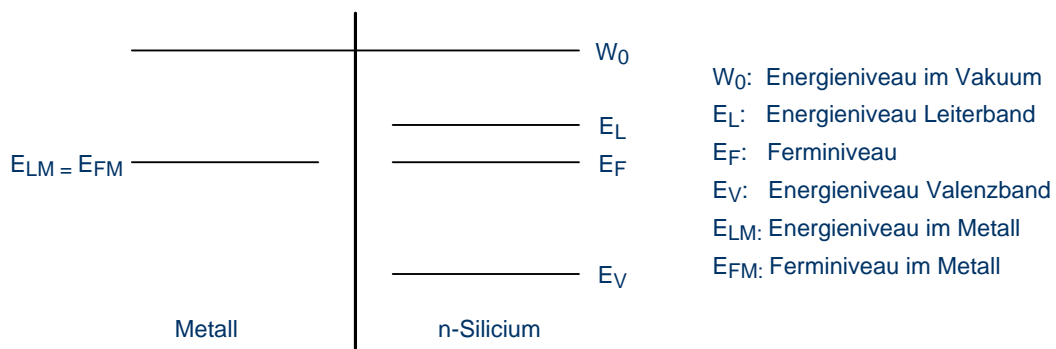 W0
EL
ELM = EFM
EF
EV
Metall
n-Silicium
W0: Energieniveau im Vakuum
EL: Energieniveau Leiterband
EF: Ferminiveau
EV: Energieniveau Valenzband
ELM: Energieniveau im Metall
EFM: Ferminiveau im Metall